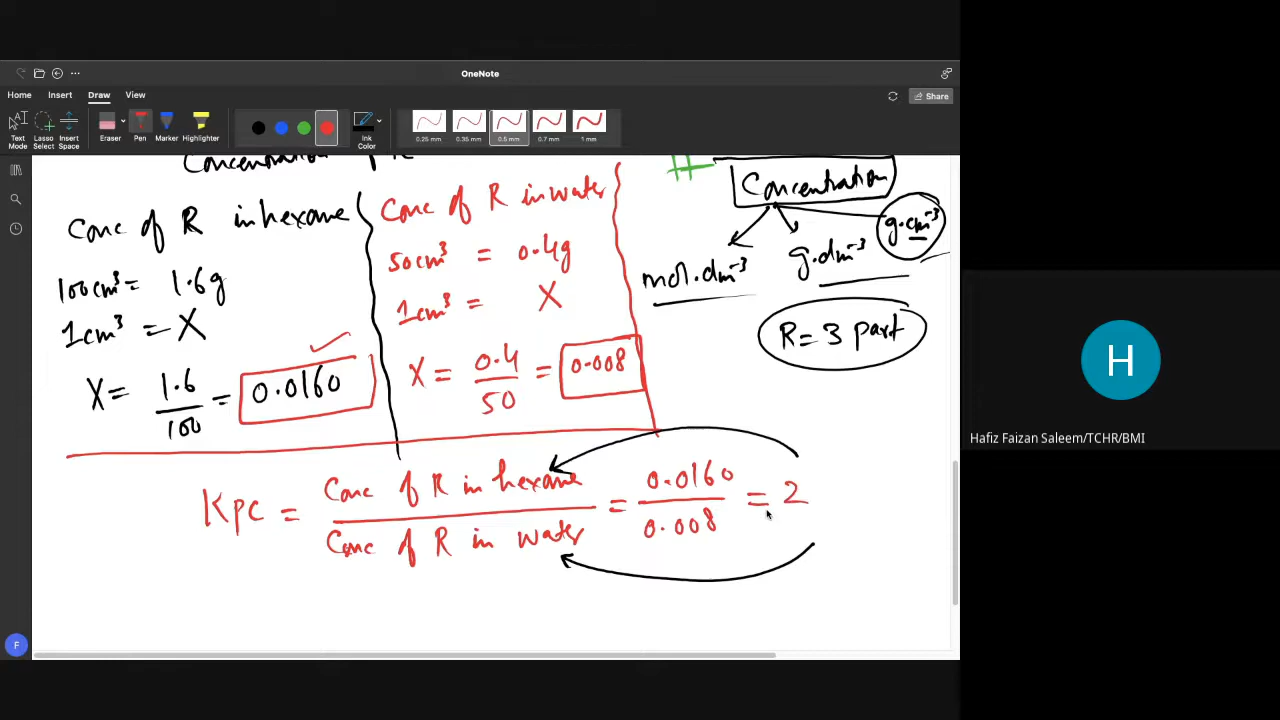 OneNote
Home Insert Draw View
Share
Text Mode
Lasso Select
Insert Space
Eraser
Pen
Marker
Highlighter
Ink Color
0.25 mm
0.35 mm
0.5 mm
0.7 mm
1 mm
Concentration of R
Conc of R in hexane
100cm³ = 1.6g
1cm³ = X
X = 1.6/100 = 0.0160
Conc of R in water
50cm³ = 0.4g
1cm³ = X
X = 0.4/50 = 0.008
Concentration
mol.dm⁻³
g.dm⁻³
g.cm⁻³
R = 3 part
Kpc = Conc of R in hexane / Conc of R in water = 0.0160/0.008 = 2
F
H
Hafiz Faizan Saleem/TCHR/BMI